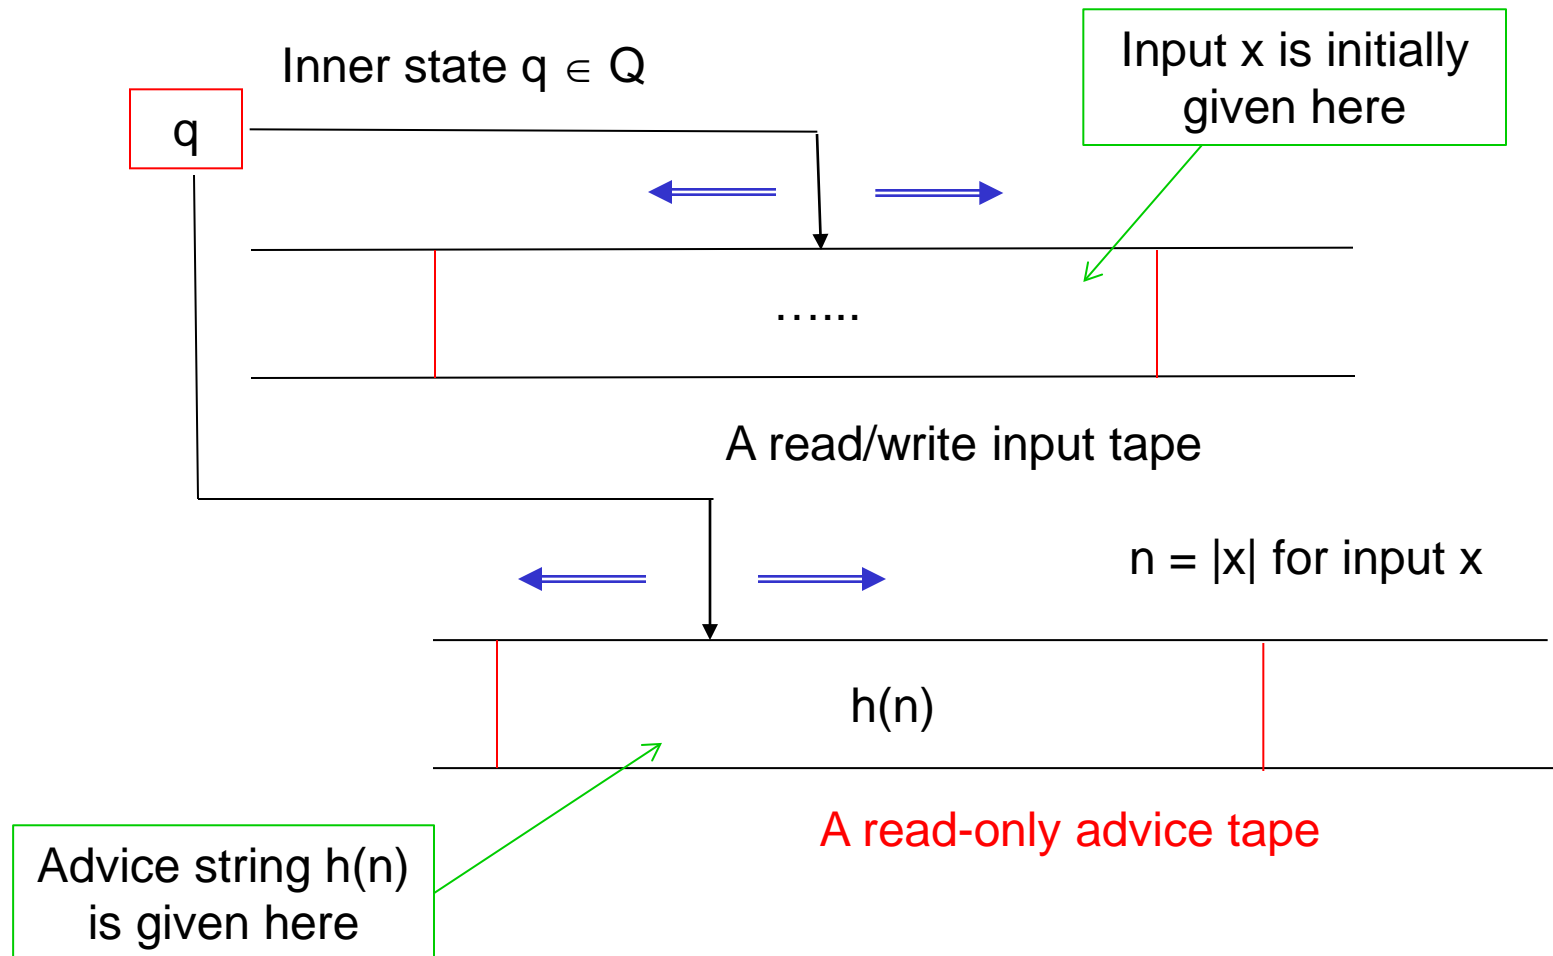 Inner state q ∈ Q
Input x is initially
given here
q
…...
A read/write input tape
n = |x| for input x
h(n)
A read-only advice tape
Advice string h(n)
is given here